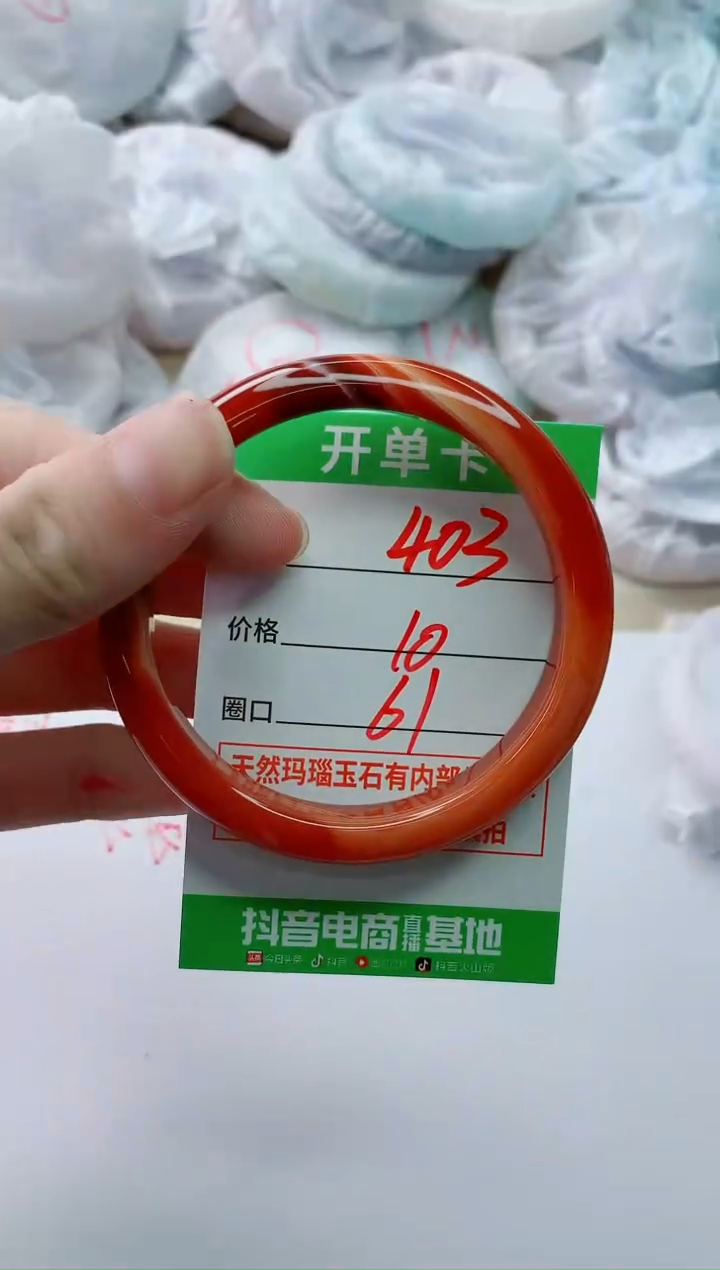 开单卡
403
价格 10
圈口 61
天然玛瑙玉石有内部
拍
抖音电商直播基地
今日头条 抖音 抖音火山版